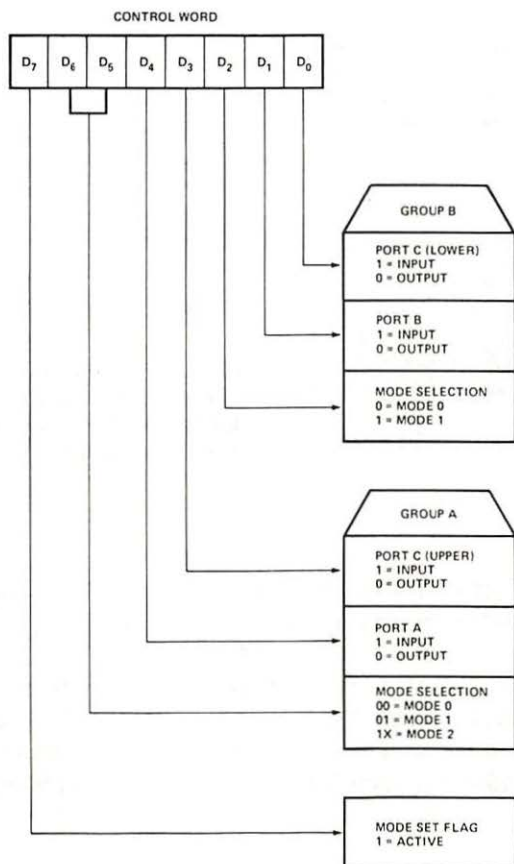 CONTROL WORD
D7 D6 D5 D4 D3 D2 D1 D0
GROUP B
PORT C (LOWER)
1 = INPUT
0 = OUTPUT
PORT B
1 = INPUT
0 = OUTPUT
MODE SELECTION
0 = MODE 0
1 = MODE 1
GROUP A
PORT C (UPPER)
1 = INPUT
0 = OUTPUT
PORT A
1 = INPUT
0 = OUTPUT
MODE SELECTION
00 = MODE 0
01 = MODE 1
1X = MODE 2
MODE SET FLAG
1 = ACTIVE